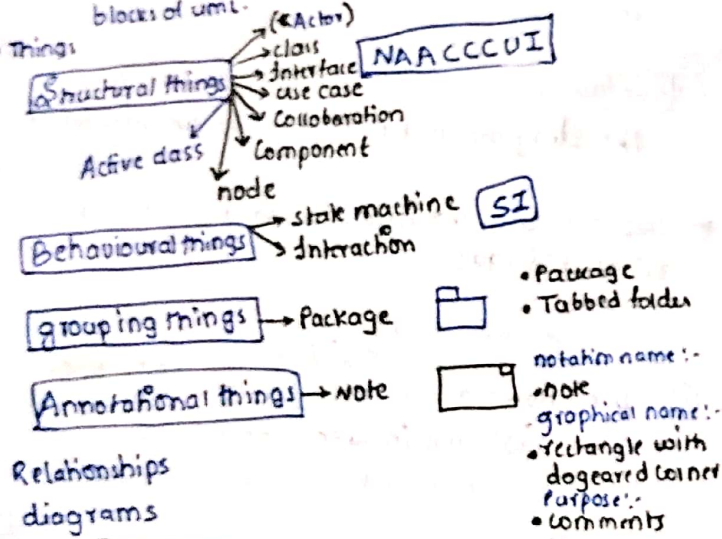 blocks of uml.
Things
Structural things
(Actor)
class
Interface
use case
Colloboration
Component
node
Active class
NAACCCUI
Behavioural things
state machine
Interaction
SI
grouping things
Package
• Package
• Tabbed folder
Annotational things
Note
notation name:-
•note
graphical name:-
•rectangle with
dogeared corner
Purpose:-
• comments
Relationships
diagrams